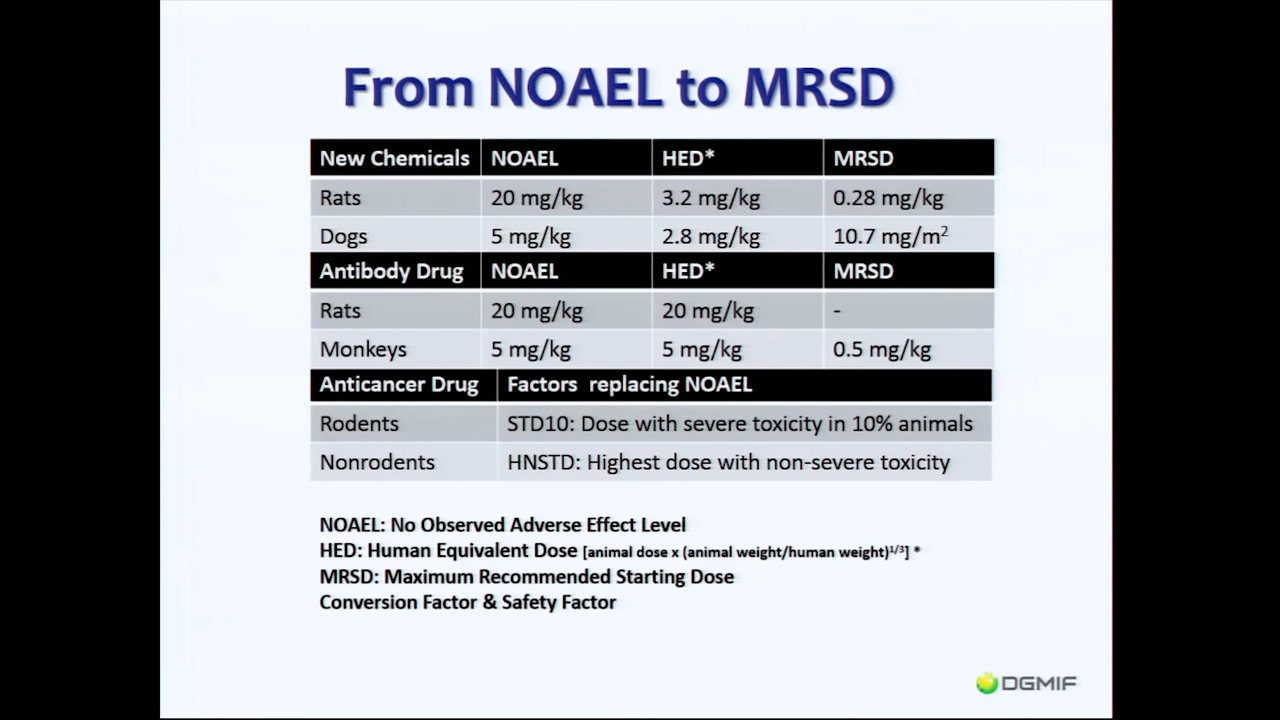 From NOAEL to MRSD
New Chemicals NOAEL HED* MRSD
Rats 20 mg/kg 3.2 mg/kg 0.28 mg/kg
Dogs 5 mg/kg 2.8 mg/kg 10.7 mg/m²
Antibody Drug NOAEL HED* MRSD
Rats 20 mg/kg 20 mg/kg -
Monkeys 5 mg/kg 5 mg/kg 0.5 mg/kg
Anticancer Drug Factors replacing NOAEL
Rodents STD10: Dose with severe toxicity in 10% animals
Nonrodents HNSTD: Highest dose with non-severe toxicity
NOAEL: No Observed Adverse Effect Level
HED: Human Equivalent Dose [animal dose x (animal weight/human weight)¹/³] *
MRSD: Maximum Recommended Starting Dose
Conversion Factor & Safety Factor
DGMIF